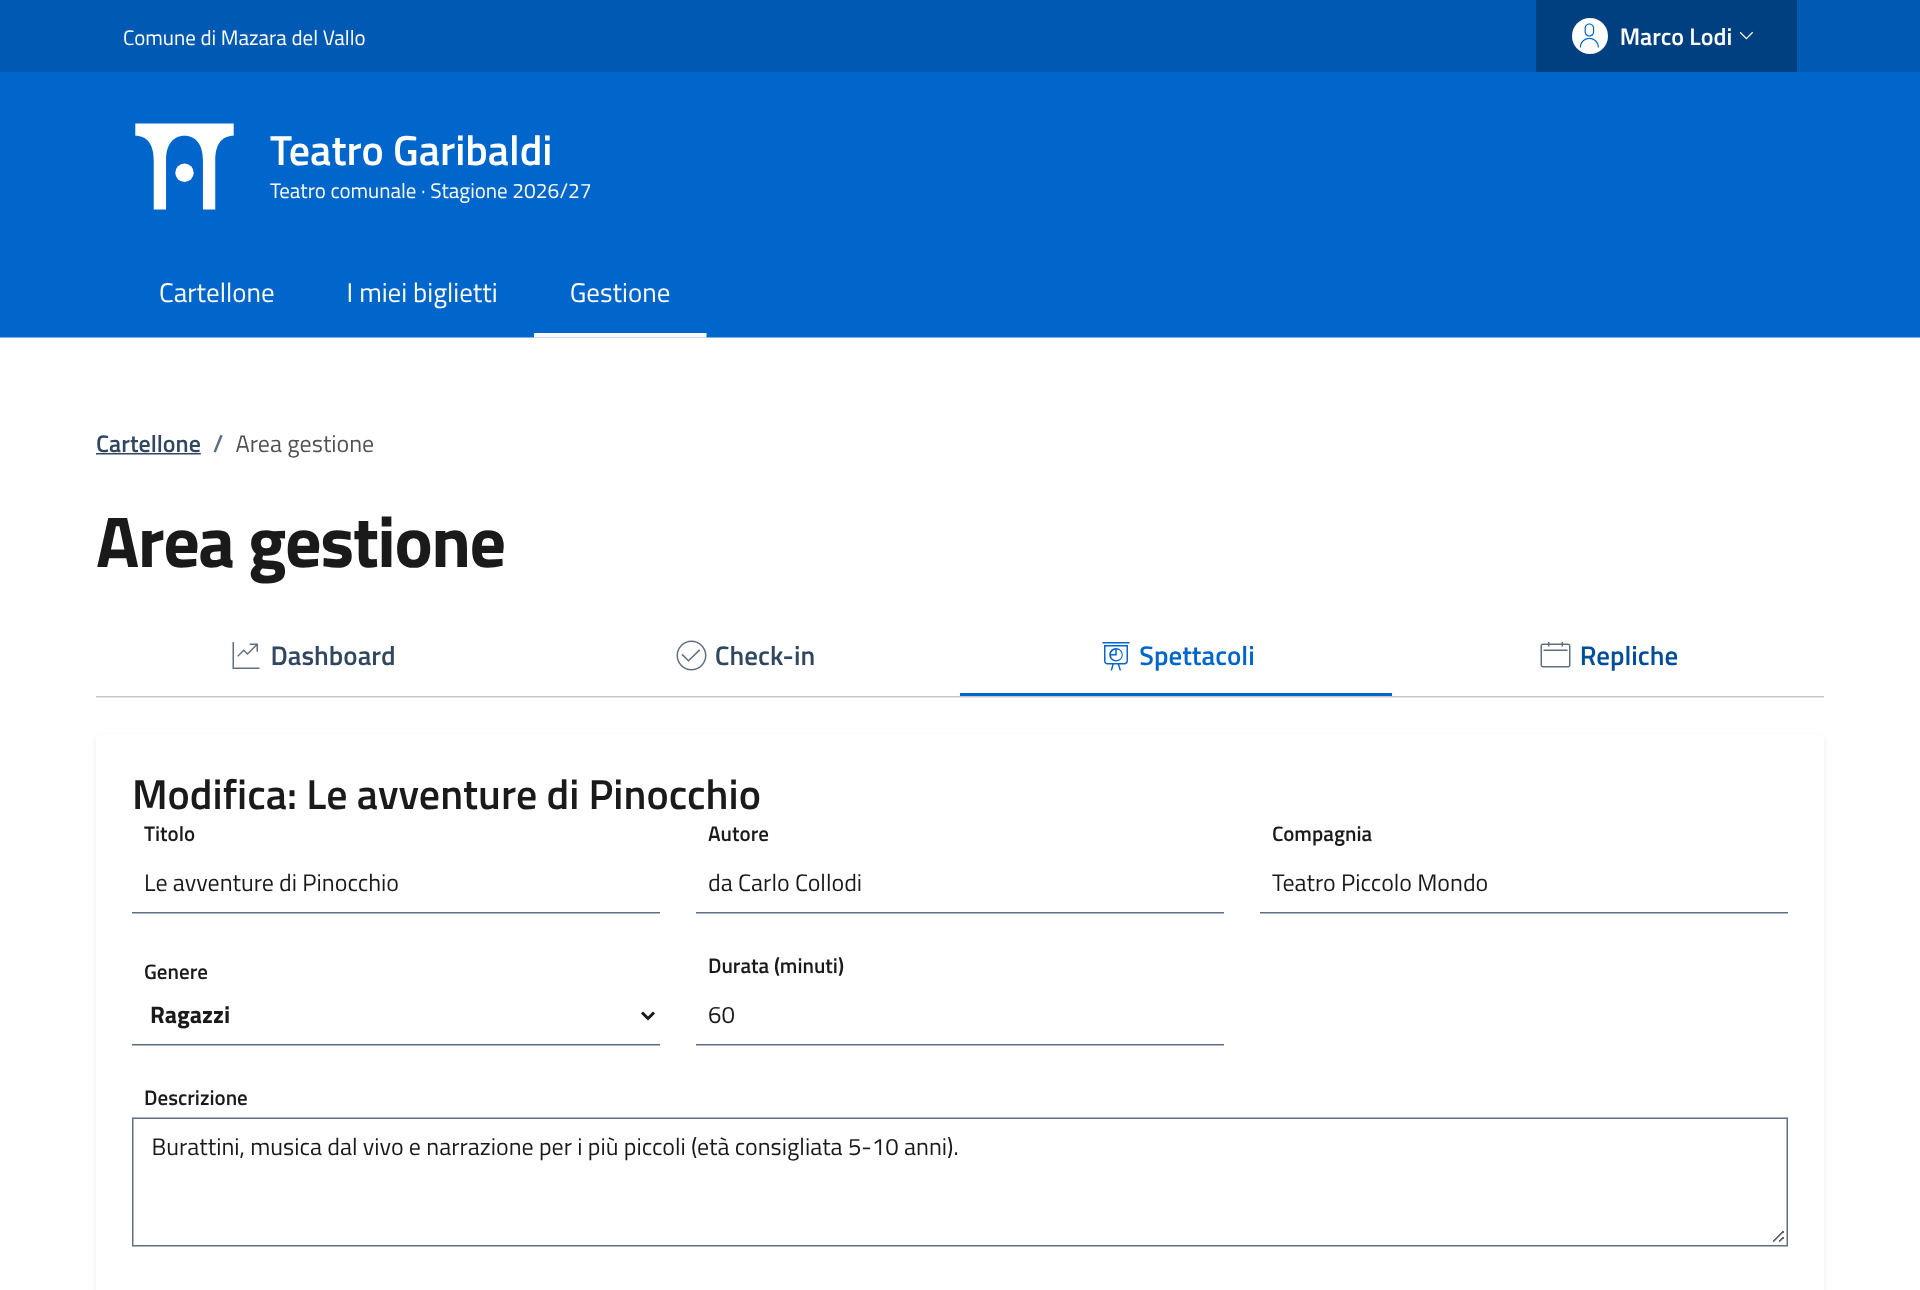 Comune di Mazara del Vallo
Marco Lodi
Teatro Garibaldi
Teatro comunale · Stagione 2026/27
Cartellone
I miei biglietti
Gestione
Cartellone / Area gestione
Area gestione
Dashboard
Check-in
Spettacoli
Repliche
Modifica: Le avventure di Pinocchio
Titolo
Autore
Compagnia
Le avventure di Pinocchio
da Carlo Collodi
Teatro Piccolo Mondo
Genere
Durata (minuti)
Ragazzi
60
Descrizione
Burattini, musica dal vivo e narrazione per i più piccoli (età consigliata 5-10 anni).